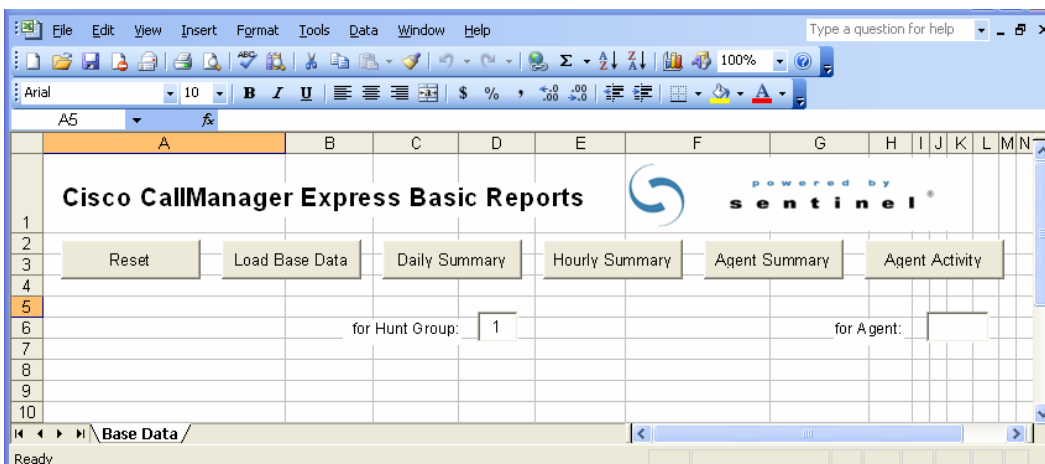 File Edit View Insert Format Tools Data Window Help Type a question for help
100%
Arial 10 B I U $ % , .00 A
A5 fx
A B C D E F G H I J K L M N
Cisco CallManager Express Basic Reports
powered by
sentinel ®
1
2
Reset Load Base Data Daily Summary Hourly Summary Agent Summary Agent Activity
3
4
5
6 for Hunt Group: 1 for Agent:
7
8
9
10
Base Data
Ready